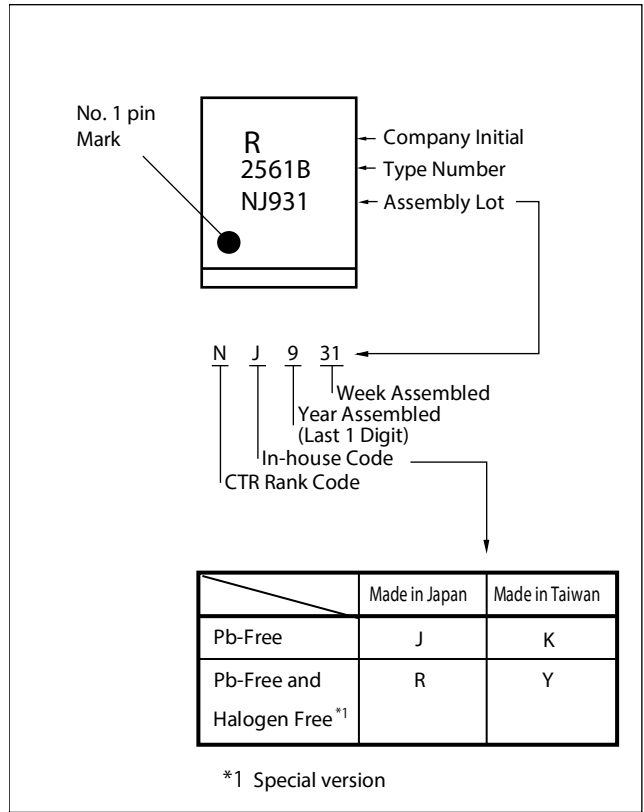 No. 1 pin
Mark
R
2561B
NJ931
Company Initial
Type Number
Assembly Lot
N J 9 31
Week Assembled
Year Assembled
(Last 1 Digit)
In-house Code
CTR Rank Code
Made in Japan Made in Taiwan
Pb-Free J K
Pb-Free and R Y
Halogen Free *1
*1 Special version